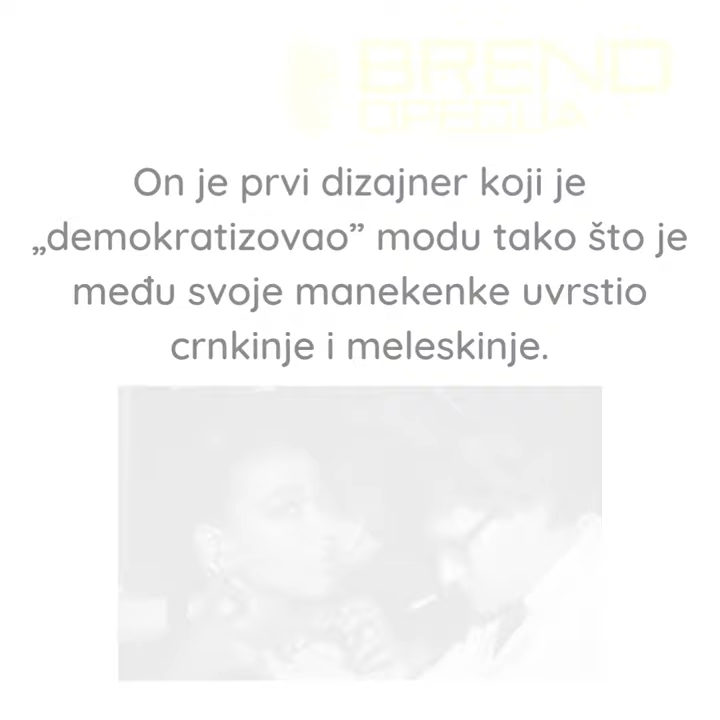 BREND
On je prvi dizajner koji je
„demokratizovao” modu tako što je
među svoje manekenke uvrstio
crnkinje i meleskinje.